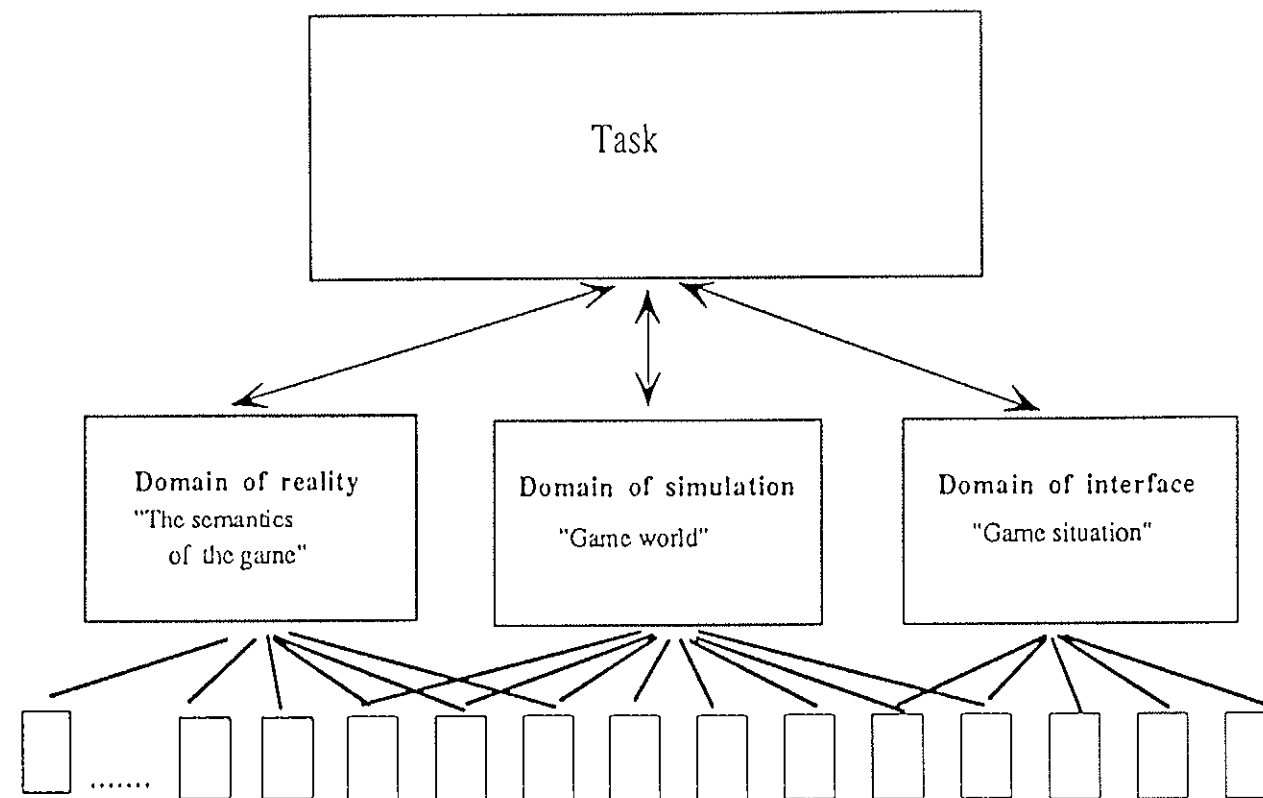 Task
Domain of reality
"The semantics
of the game"
Domain of simulation
"Game world"
Domain of interface
"Game situation"
.......